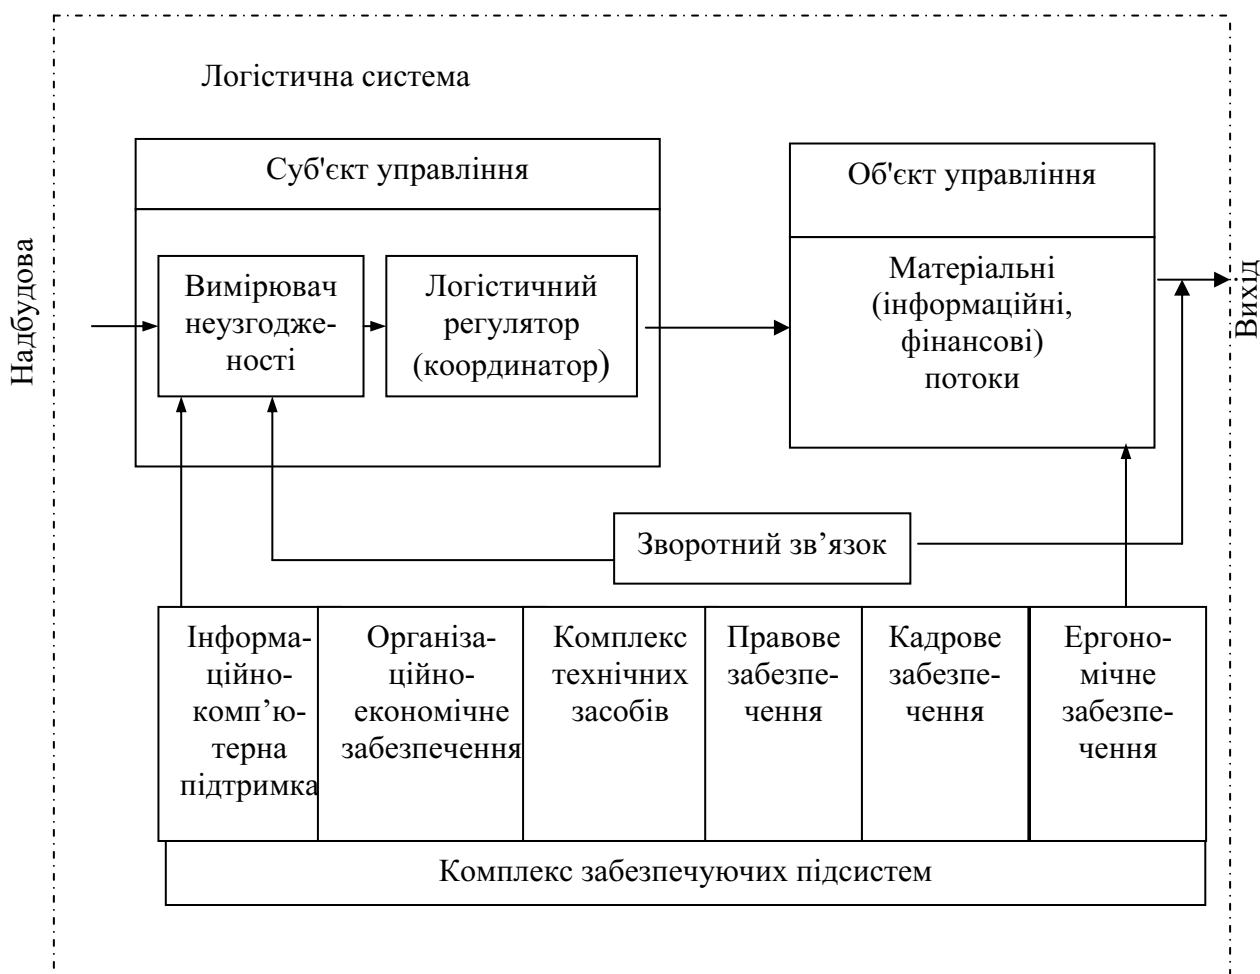 Логістична система
Суб'єкт управління
Об'єкт управління
Надбудова
Вимірювач
неузгодже-
ності
Логістичний
регулятор
(координатор)
Матеріальні
(інформаційні,
фінансові)
потоки
Вихід
Зворотний зв’язок
Інформа-
ційно-
комп’ю-
терна
підтримка
Організа-
ційно-
економічне
забезпечення
Комплекс
технічних
засобів
Правове
забезпе-
чення
Кадрове
забезпе-
чення
Ергоно-
мічне
забезпе-
чення
Комплекс забезпечуючих підсистем